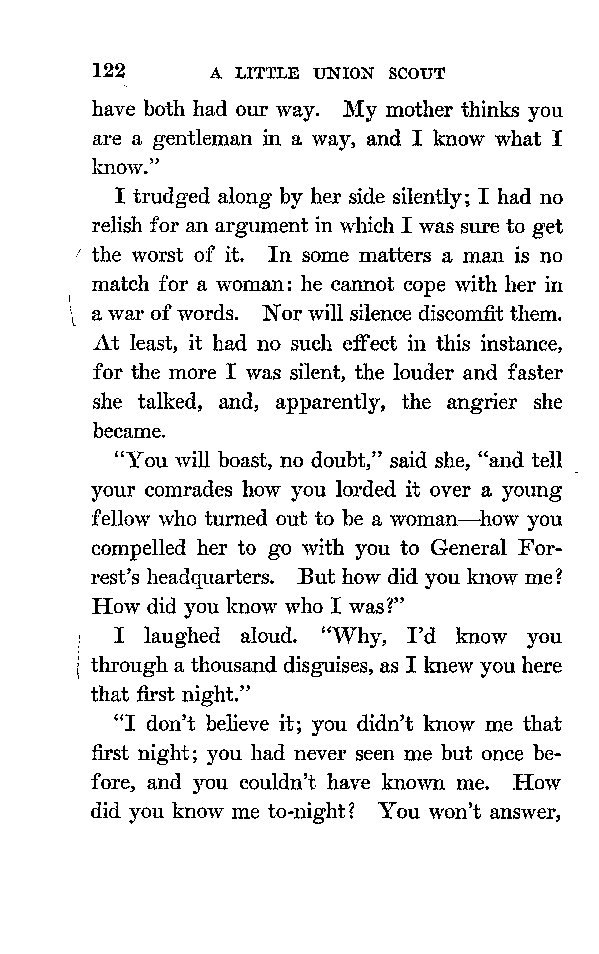 122 A LITTLE UNION SCOUT
have both had our way. My mother thinks you
are a gentleman in a way, and I know what I
know.”
I trudged along by her side silently; I had no
relish for an argument in which I was sure to get
the worst of it. In some matters a man is no
match for a woman: he cannot cope with her in
a war of words. Nor will silence discomfit them.
At least, it had no such effect in this instance,
for the more I was silent, the louder and faster
she talked, and, apparently, the angrier she
became.
“You will boast, no doubt,” said she, “and tell
your comrades how you lorded it over a young
fellow who turned out to be a woman—how you
compelled her to go with you to General For-
rest’s headquarters. But how did you know me?
How did you know who I was?”
I laughed aloud. “Why, I’d know you
through a thousand disguises, as I knew you here
that first night.”
“I don’t believe it; you didn’t know me that
first night; you had never seen me but once be-
fore, and you couldn’t have known me. How
did you know me to-night? You won’t answer,